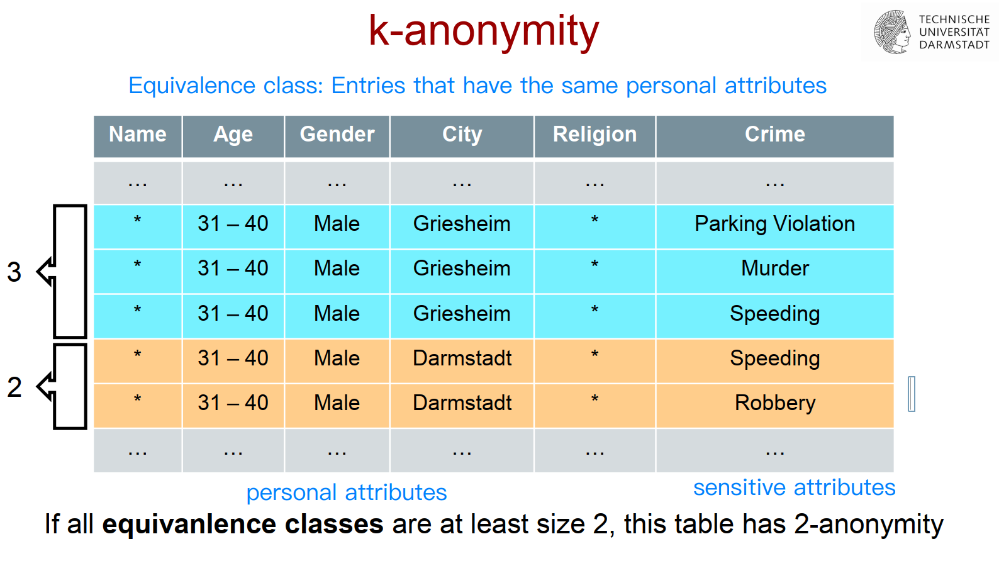 k-anonymity
TECHNISCHE
UNIVERSITÄT
DARMSTADT
Equivalence class: Entries that have the same personal attributes
Name Age Gender City Religion Crime
... ... ... ... ... ...
* 31 – 40 Male Griesheim * Parking Violation
* 31 – 40 Male Griesheim * Murder
* 31 – 40 Male Griesheim * Speeding
3
* 31 – 40 Male Darmstadt * Speeding
* 31 – 40 Male Darmstadt * Robbery
2
... ... ... ... ... ...
personal attributes
sensitive attributes
If all equivanlence classes are at least size 2, this table has 2-anonymity